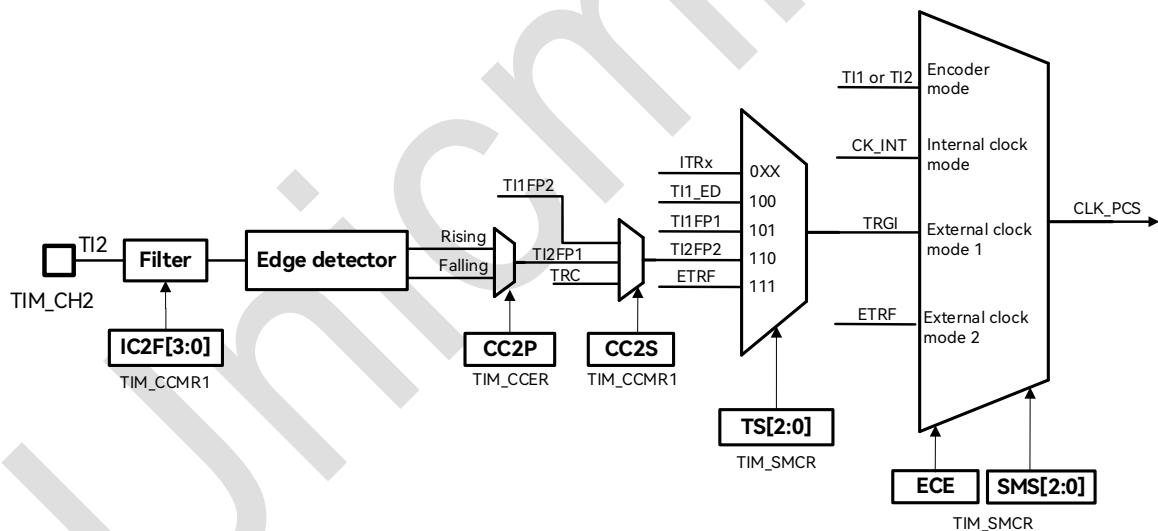 TI2
TIM_CH2
Filter
IC2F[3:0]
TIM_CCMR1
Edge detector
Rising
Falling
CC2P
TIM_CCER
TI1FP2
TI2FP1
TRC
CC2S
TIM_CCMR1
ITRx
TI1_ED
TI1FP1
TI2FP2
ETRF
0XX
100
101
110
111
TS[2:0]
TIM_SMCR
TI1 or TI2
CK_INT
TRGI
ETRF
Encoder
mode
Internal clock
mode
External clock
mode 1
External clock
mode 2
CLK_PCS
ECE
SMS[2:0]
TIM_SMCR
Unicm